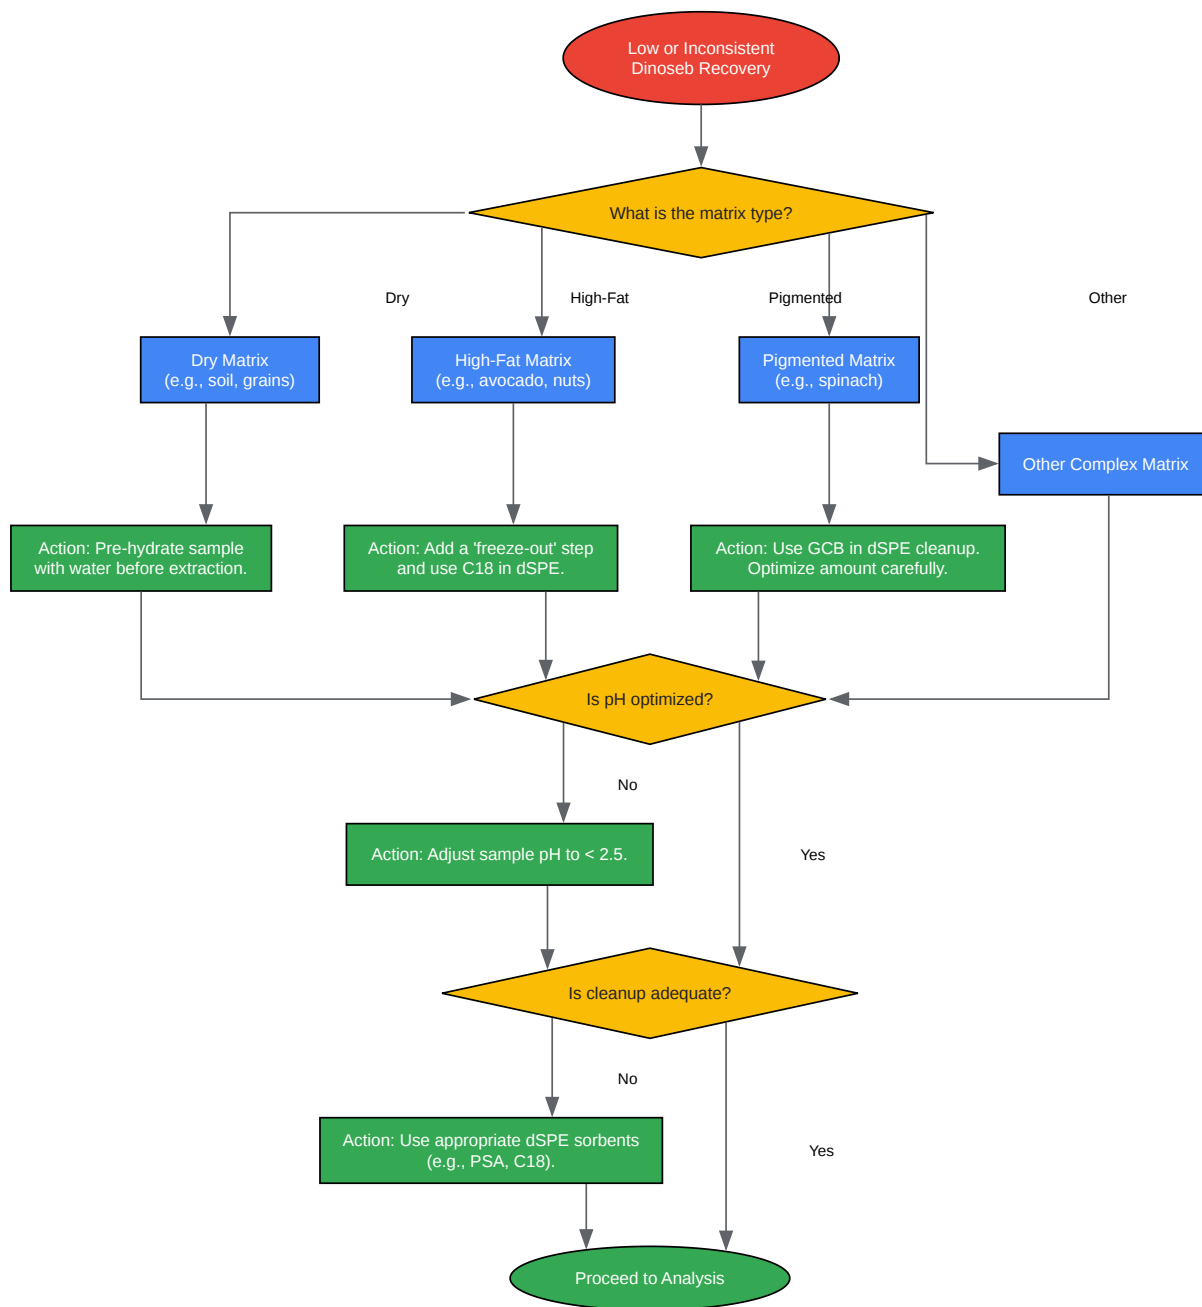 Low or Inconsistent
Dinoseb Recovery
What is the matrix type?
Dry
High-Fat
Pigmented
Other
Dry Matrix
(e.g., soil, grains)
High-Fat Matrix
(e.g., avocado, nuts)
Pigmented Matrix
(e.g., spinach)
Other Complex Matrix
Action: Pre-hydrate sample
with water before extraction.
Action: Add a 'freeze-out' step
and use C18 in dSPE.
Action: Use GCB in dSPE cleanup.
Optimize amount carefully.
Is pH optimized?
No
Action: Adjust sample pH to < 2.5.
Yes
Is cleanup adequate?
No
Action: Use appropriate dSPE sorbents
(e.g., PSA, C18).
Yes
Proceed to Analysis